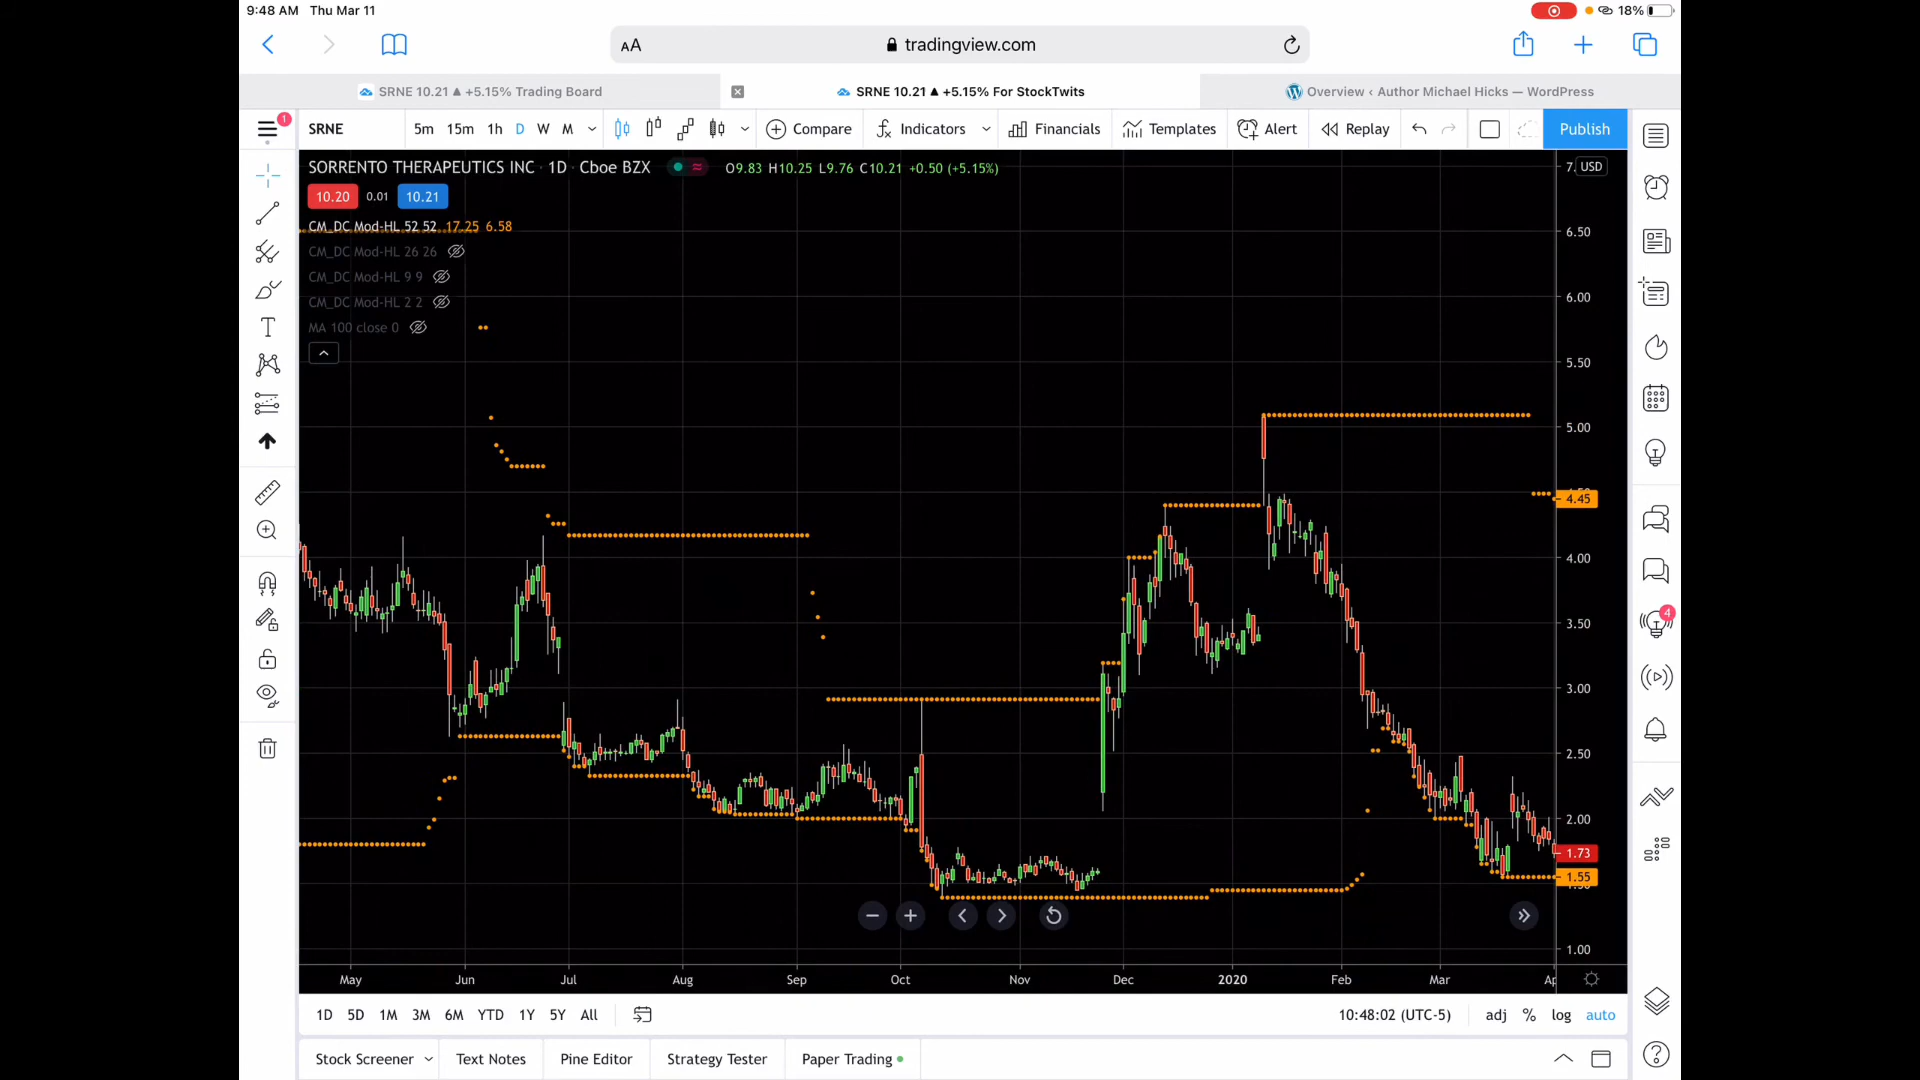 9:48 AM Thu Mar 11
18%
AA
tradingview.com
SRNE 10.21 ▲ +5.15% Trading Board
SRNE 10.21 ▲ +5.15% For StockTwits
Overview ‹ Author Michael Hicks — WordPress
1
SRNE
5m 15m 1h D W M
Compare
Indicators
Financials
Templates
Alert
Replay
Publish
SORRENTO THERAPEUTICS INC · 1D · Cboe BZX
O9.83 H10.25 L9.76 C10.21 +0.50 (+5.15%)
USD
10.20 0.01 10.21
CM_DC Mod-HL 52 52 17.25 6.58
CM_DC Mod-HL 26 26
CM_DC Mod-HL 9 9
CM_DC Mod-HL 2 2
MA 100 close 0
6.50
6.00
5.50
5.00
4.45
4.00
3.50
3.00
2.50
2.00
1.73
1.55
1.00
4
May Jun Jul Aug Sep Oct Nov Dec 2020 Feb Mar
1D 5D 1M 3M 6M YTD 1Y 5Y All
10:48:02 (UTC-5) adj % log auto
Stock Screener Text Notes Pine Editor Strategy Tester Paper Trading